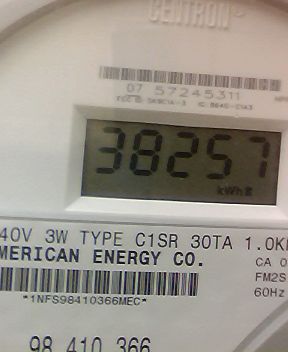 CENTRON
07 57245311
38257
kWh
40V 3W TYPE C1SR 30TA 1.0K
MERICAN ENERGY CO.
CA 0
FM2S
60Hz
*1NFS98410366MEC*
98 410 366